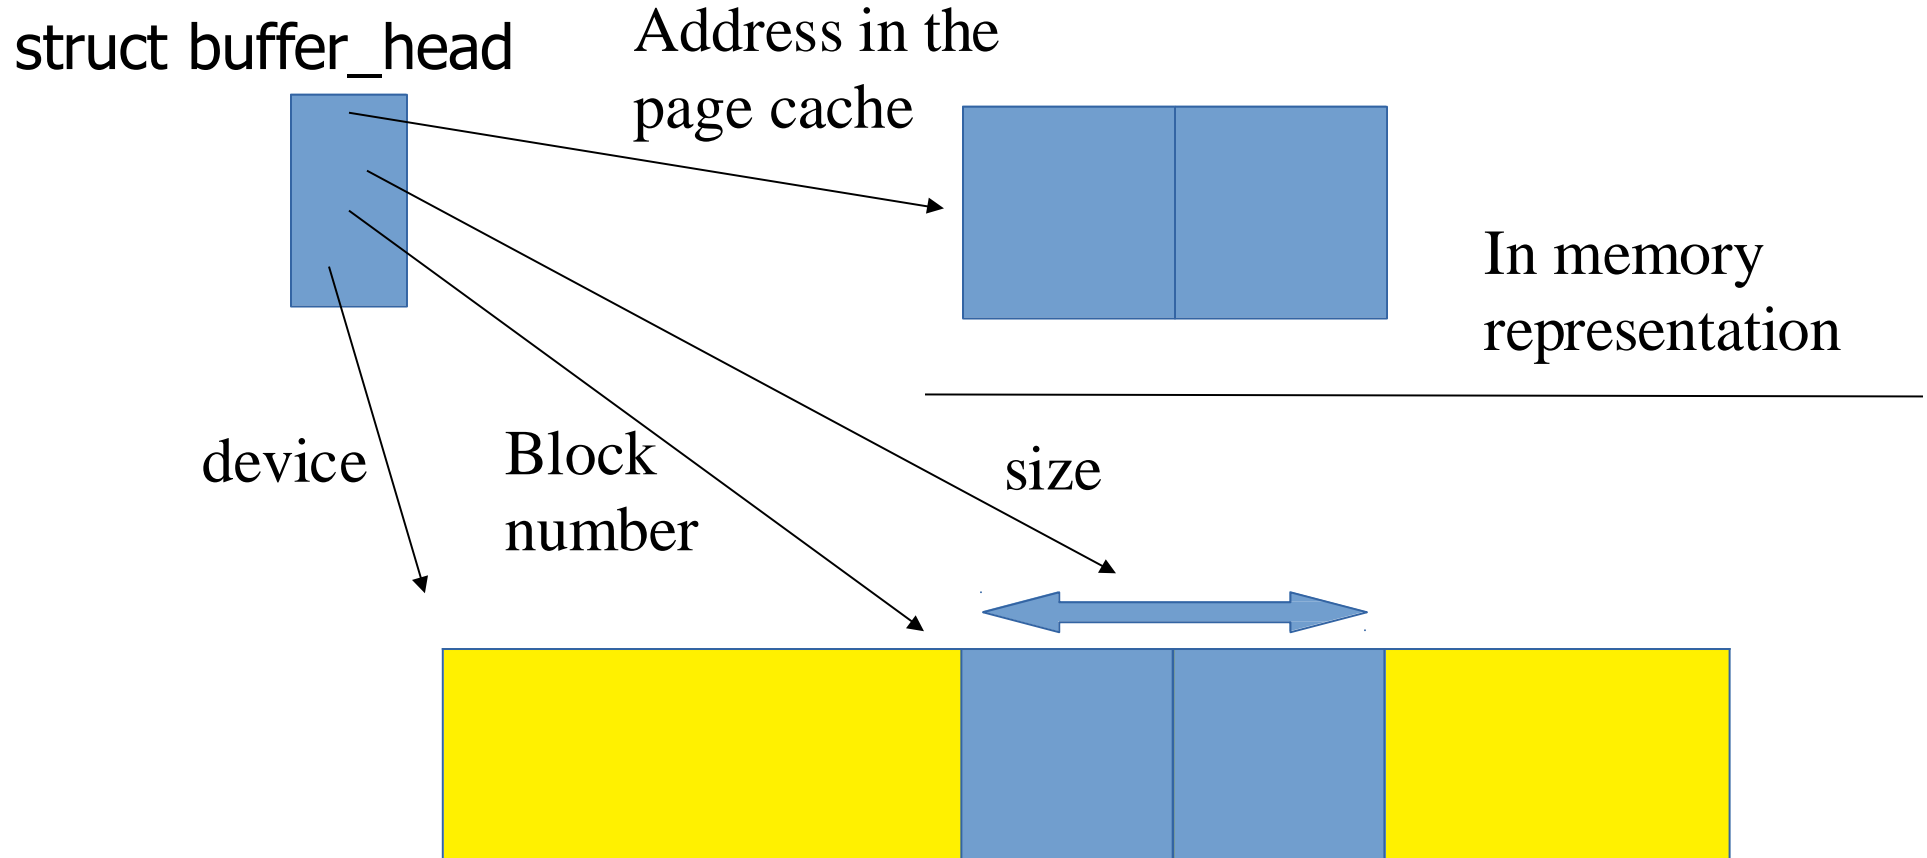 struct buffer_head
Address in the
page cache
In memory
representation
device
Block
number
size